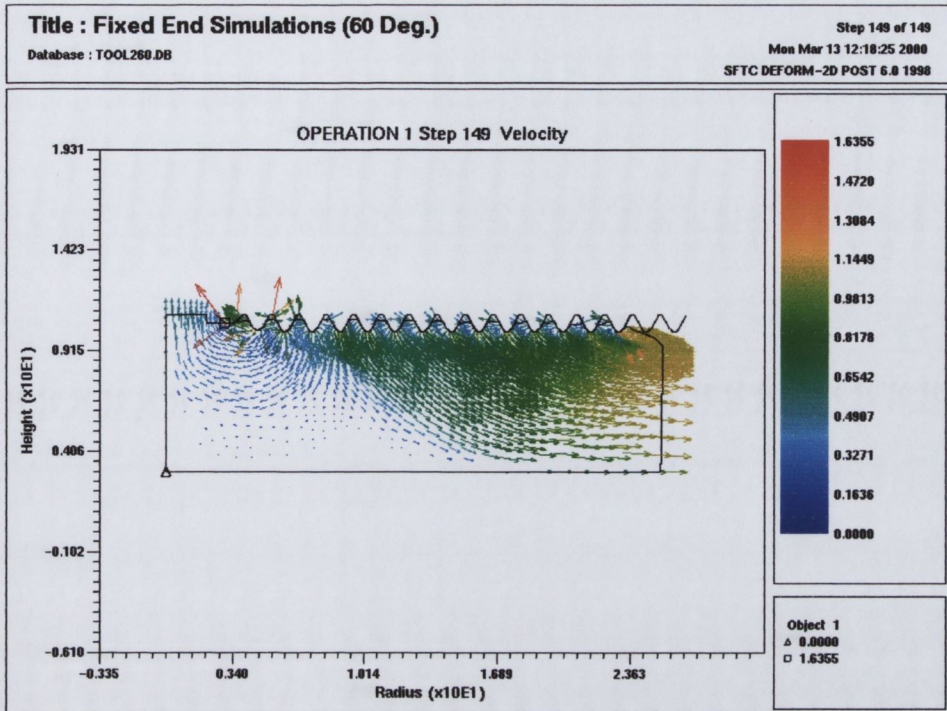 Title : Fixed End Simulations (60 Deg.)
Database : TOOL260.DB
Step 149 of 149
Mon Mar 13 12:18:25 2000
SFTC DEFORM-2D POST 6.0 1998
OPERATION 1 Step 149 Velocity
1.931
1.423
0.915
0.406
-0.102
-0.610
Height (x10E1)
-0.335
0.340
1.014
1.689
2.363
Radius (x10E1)
1.6355
1.4720
1.3084
1.1449
0.9813
0.8178
0.6542
0.4907
0.3271
0.1636
0.0000
Object 1
Δ 0.0000
□ 1.6355